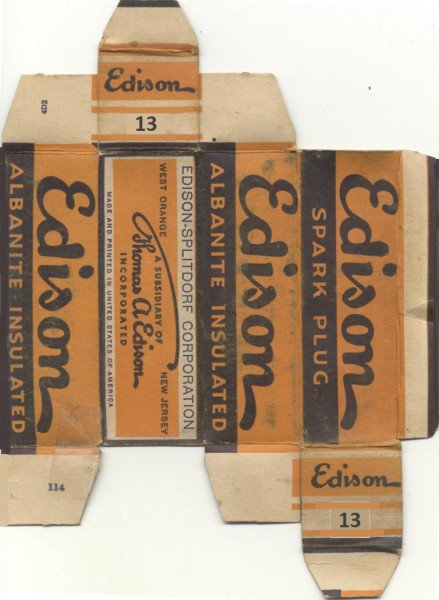 Edison
13
632
Edison
ALBANITE INSULATED
EDISON-SPLITDORF CORPORATION
WEST ORANGE NEW JERSEY
A SUBSIDIARY OF
Thomas A Edison
INCORPORATED
MADE AND PRINTED IN UNITED STATES OF AMERICA
Edison
ALBANITE INSULATED
Edison
SPARK PLUG
114
Edison
13